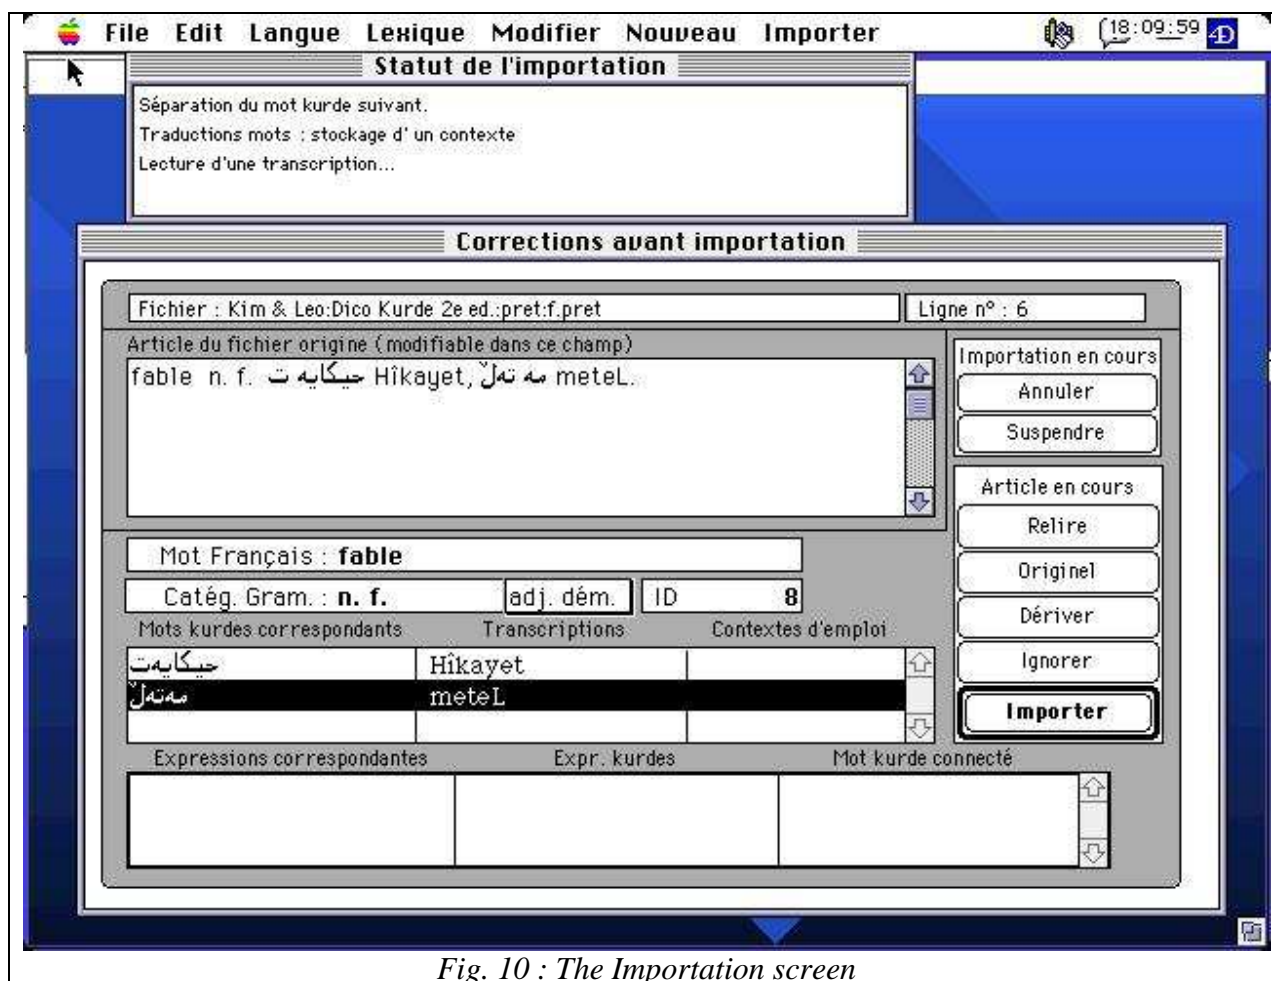 File Edit Langue Lexique Modifier Nouveau Importer 18:09:59 4D
Statut de l'importation
Séparation du mot kurde suivant.
Traductions mots : stockage d' un contexte
Lecture d'une transcription...
Corrections avant importation
Fichier : Kim & Leo:Dico Kurde 2e ed.:pret:f.pret Ligne nº : 6
Article du fichier origine (modifiable dans ce champ)
fable n. f. حیکایه ت Hîkayet, مه ته‌ڵ meteL.
Importation en cours
Annuler
Suspendre
Article en cours
Relire
Originel
Dériver
Ignorer
Importer
Mot Français : fable
Catég. Gram. : n. f. adj. dém. ID 8
Mots kurdes correspondants Transcriptions Contextes d'emploi
حیکایەت Hîkayet
مەتەڵ meteL
Expressions correspondantes Expr. kurdes Mot kurde connecté
Fig. 10 : The Importation screen